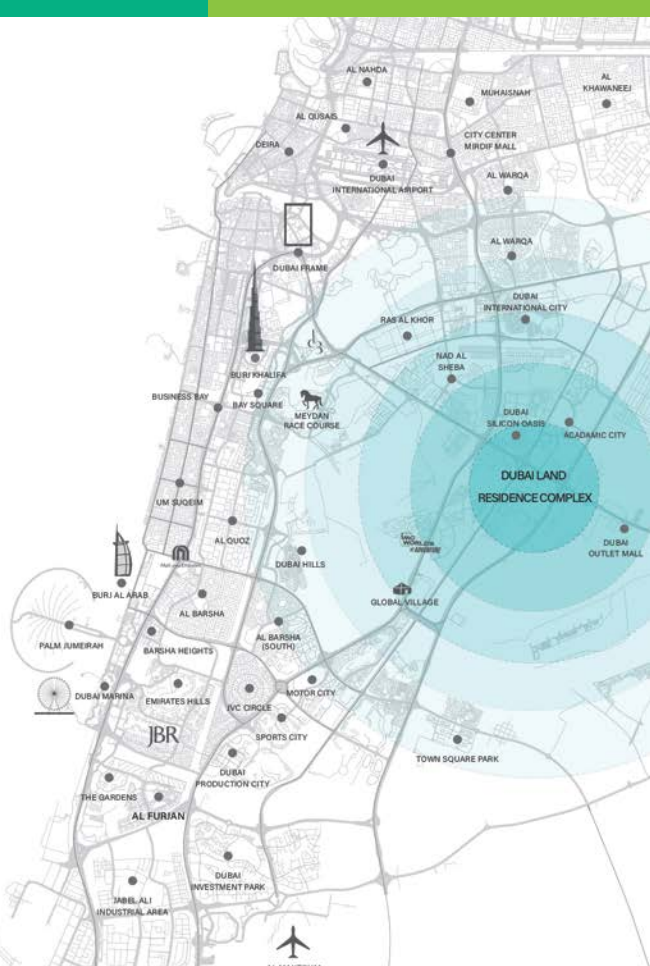 AL NAHDA
AL
KHAWANEEJ
MUHAISNAH
AL QUSAIS
DEIRA
CITY CENTER
MIRDIF MALL
DUBAI
INTERNATIONAL AIRPORT
AL WARQA
AL WARQA
DUBAI FRAME
DUBAI
INTERNATIONAL CITY
RAS AL KHOR
NAD AL
SHEBA
BURJ KHALIFA
BUSINESS BAY
BAY SQUARE
MEYDAN
RACE COURSE
DUBAI
SILICON OASIS
ACADAMIC CITY
DUBAI LAND
RESIDENCE COMPLEX
UM SUQEIM
AL QUOZ
DUBAI
OUTLET MALL
DUBAI HILLS
BURJ AL ARAB
GLOBAL VILLAGE
AL BARSHA
PALM JUMEIRAH
BARSHA HEIGHTS
AL BARSHA
(SOUTH)
DUBAI MARINA
EMIRATES HILLS
JVC CIRCLE
MOTOR CITY
JBR
SPORTS CITY
TOWN SQUARE PARK
DUBAI
PRODUCTION CITY
THE GARDENS
AL FURJAN
DUBAI
INVESTMENT PARK
JABEL ALI
INDUSTRIAL AREA